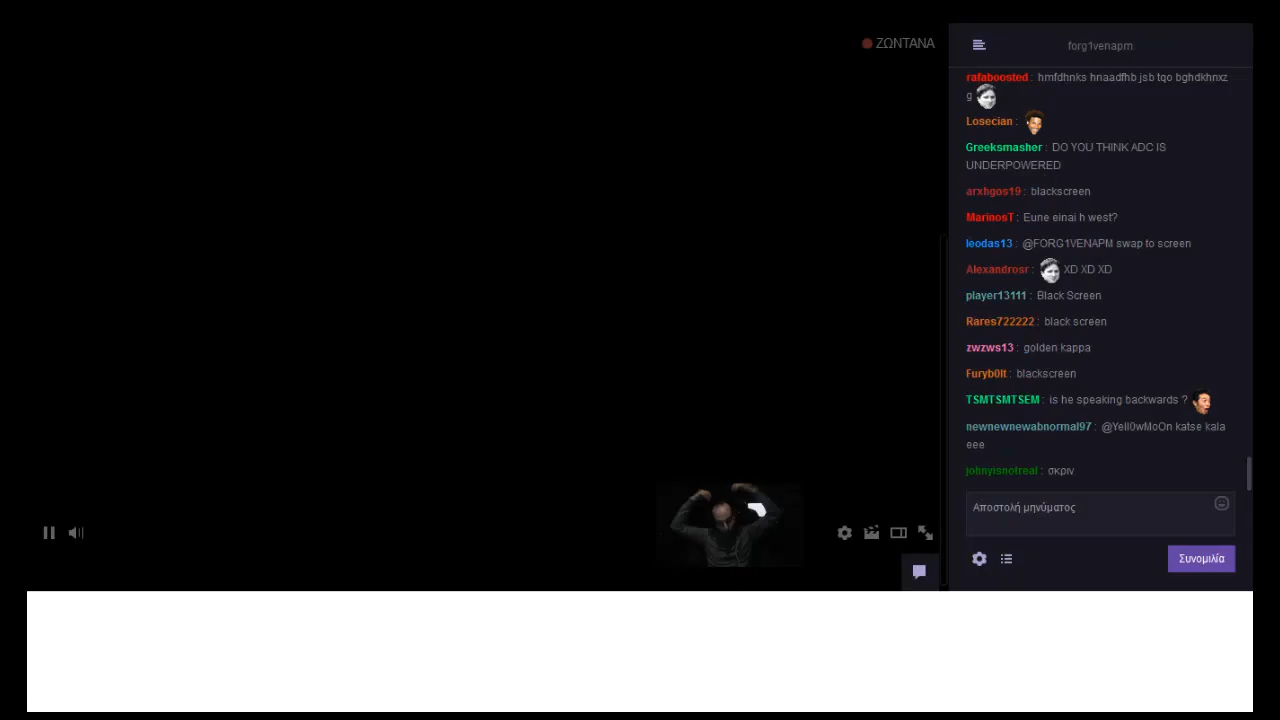 ΖΩΝΤΑΝΑ
forg1venapm
rafaboosted : hmfdhnks hnaadfhb jsb tqo bghdkhnxz
g
Losecian :
Greeksmasher : DO YOU THINK ADC IS
UNDERPOWERED
arxhgos19 : blackscreen
MarinosT : Eune einai h west?
leodas13 : @FORG1VENAPM swap to screen
Alexandrosr : XD XD XD
player13111 : Black Screen
Rares722222 : black screen
zwzws13 : golden kappa
Furyb0lt : blackscreen
TSMTSMTSEM : is he speaking backwards ?
newnewnewabnormal97 : @Yell0wMoOn katse kala
eee
johnyisnotreal : σκριν
Αποστολή μηνύματος
Συνομιλία